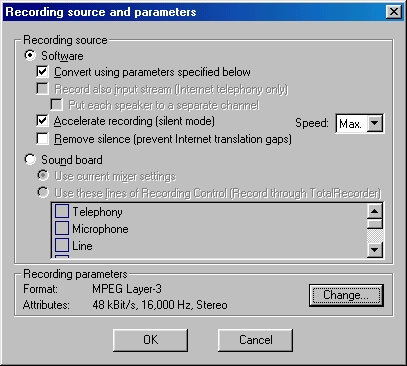 Recording source and parameters
Recording source
Software
Convert using parameters specified below
Record also input stream (Internet telephony only)
Put each speaker to a separate channel
Accelerate recording (silent mode) Speed: Max.
Remove silence (prevent Internet translation gaps)
Sound board
Use current mixer settings
Use these lines of Recording Control (Record through TotalRecorder)
Telephony
Microphone
Line
Recording parameters
Format: MPEG Layer-3
Attributes: 48 kBit/s, 16,000 Hz, Stereo
Change...
OK Cancel